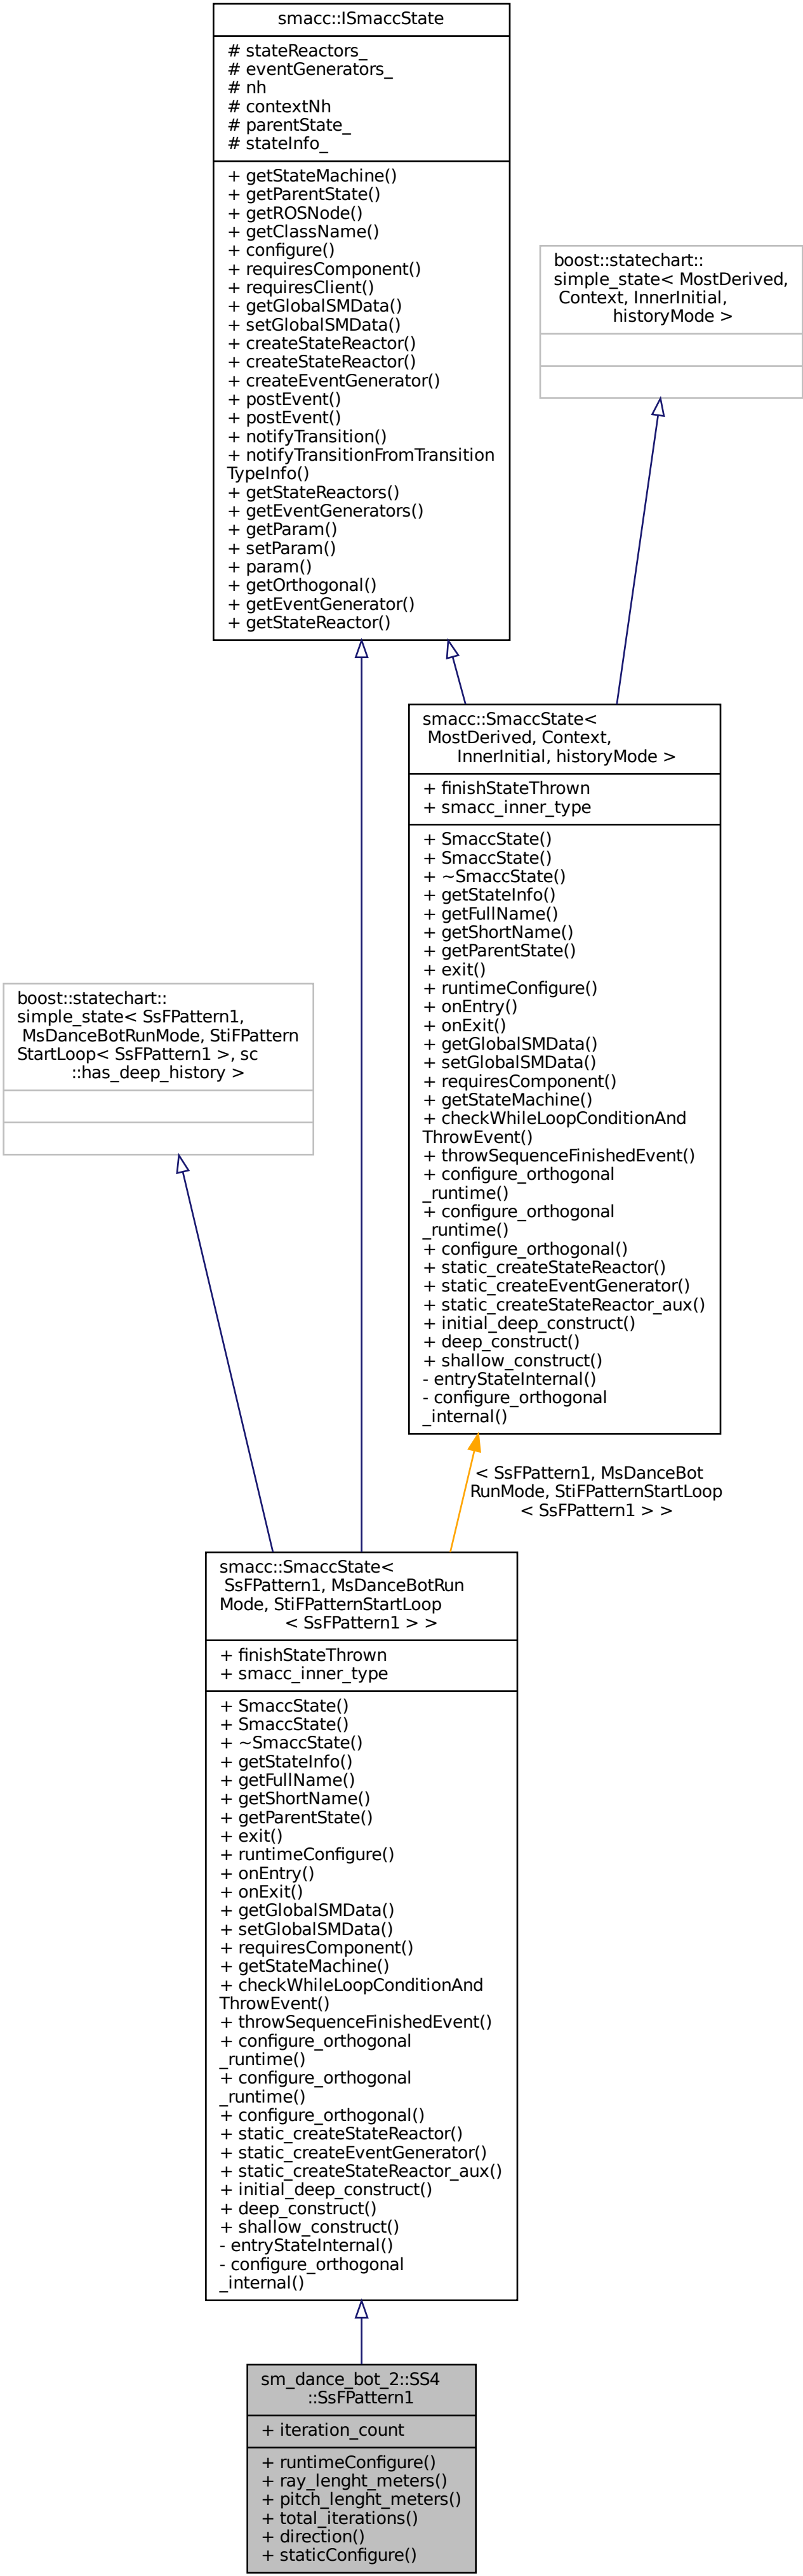 smacc::ISmaccState
# stateReactors_
# eventGenerators_
# nh
# contextNh
# parentState_
# stateInfo_
+ getStateMachine()
+ getParentState()
+ getROSNode()
+ getClassName()
+ configure()
+ requiresComponent()
+ requiresClient()
+ getGlobalSMData()
+ setGlobalSMData()
+ createStateReactor()
+ createStateReactor()
+ createEventGenerator()
+ postEvent()
+ postEvent()
+ notifyTransition()
+ notifyTransitionFromTransition
TypeInfo()
+ getStateReactors()
+ getEventGenerators()
+ getParam()
+ setParam()
+ param()
+ getOrthogonal()
+ getEventGenerator()
+ getStateReactor()
boost::statechart::
simple_state< MostDerived,
Context, InnerInitial,
historyMode >
smacc::SmaccState<
MostDerived, Context,
InnerInitial, historyMode >
+ finishStateThrown
+ smacc_inner_type
+ SmaccState()
+ SmaccState()
+ ~SmaccState()
+ getStateInfo()
+ getFullName()
+ getShortName()
+ getParentState()
+ exit()
+ runtimeConfigure()
+ onEntry()
+ onExit()
+ getGlobalSMData()
+ setGlobalSMData()
+ requiresComponent()
+ getStateMachine()
+ checkWhileLoopConditionAnd
ThrowEvent()
+ throwSequenceFinishedEvent()
+ configure_orthogonal
_runtime()
+ configure_orthogonal
_runtime()
+ configure_orthogonal()
+ static_createStateReactor()
+ static_createEventGenerator()
+ static_createStateReactor_aux()
+ initial_deep_construct()
+ deep_construct()
+ shallow_construct()
- entryStateInternal()
- configure_orthogonal
_internal()
boost::statechart::
simple_state< SsFPattern1,
MsDanceBotRunMode, StiFPattern
StartLoop< SsFPattern1 >, sc
::has_deep_history >
< SsFPattern1, MsDanceBot
RunMode, StiFPatternStartLoop
< SsFPattern1 > >
smacc::SmaccState<
SsFPattern1, MsDanceBotRun
Mode, StiFPatternStartLoop
< SsFPattern1 > >
+ finishStateThrown
+ smacc_inner_type
+ SmaccState()
+ SmaccState()
+ ~SmaccState()
+ getStateInfo()
+ getFullName()
+ getShortName()
+ getParentState()
+ exit()
+ runtimeConfigure()
+ onEntry()
+ onExit()
+ getGlobalSMData()
+ setGlobalSMData()
+ requiresComponent()
+ getStateMachine()
+ checkWhileLoopConditionAnd
ThrowEvent()
+ throwSequenceFinishedEvent()
+ configure_orthogonal
_runtime()
+ configure_orthogonal
_runtime()
+ configure_orthogonal()
+ static_createStateReactor()
+ static_createEventGenerator()
+ static_createStateReactor_aux()
+ initial_deep_construct()
+ deep_construct()
+ shallow_construct()
- entryStateInternal()
- configure_orthogonal
_internal()
sm_dance_bot_2::SS4
::SsFPattern1
+ iteration_count
+ runtimeConfigure()
+ ray_lenght_meters()
+ pitch_lenght_meters()
+ total_iterations()
+ direction()
+ staticConfigure()